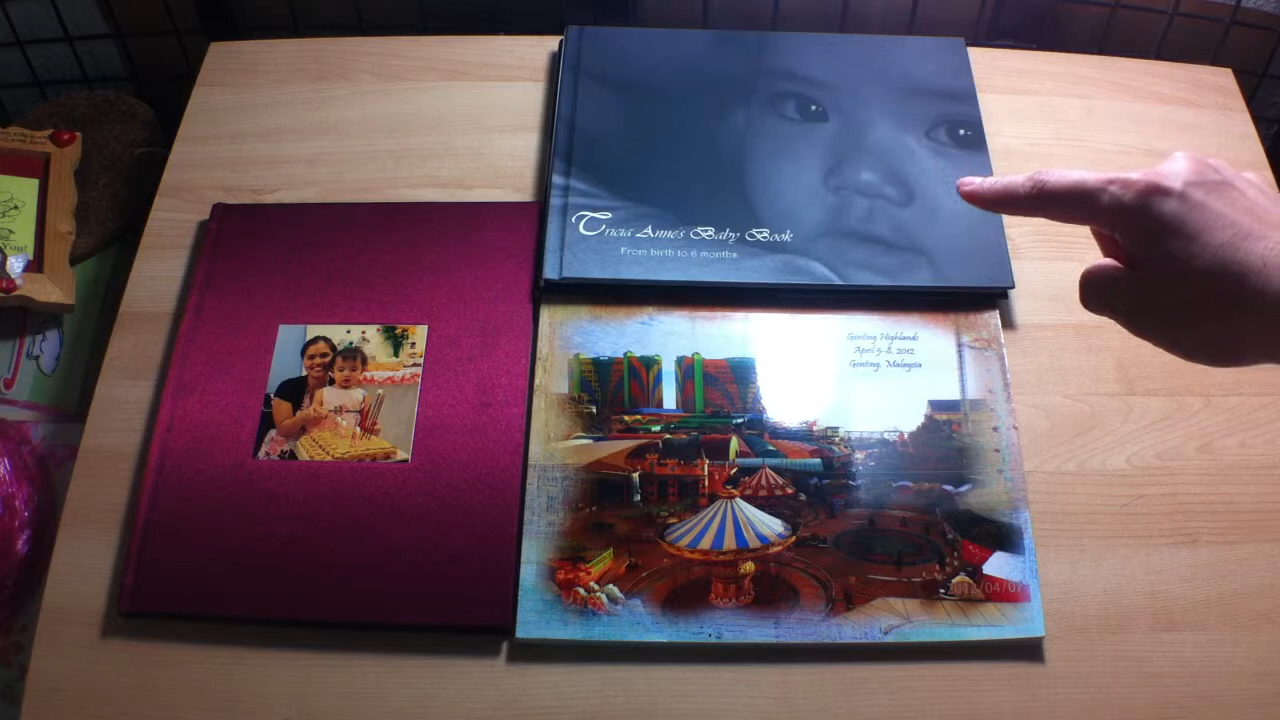 Tricia Anne's Baby Book
From birth to 6 months
Genting Highlands
April 5-8, 2012
Genting, Malaysia
2012/04/07
You!